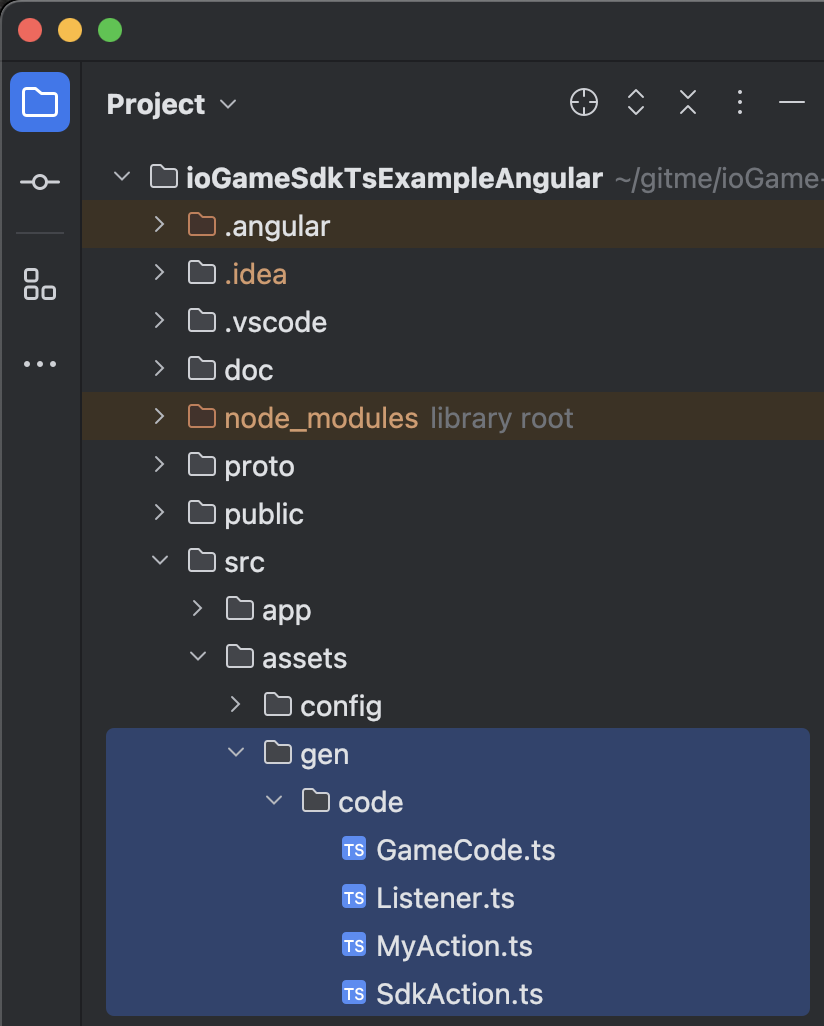 Project
ioGameSdkTsExampleAngular ~/gitme/ioGame-
.angular
.idea
.vscode
doc
node_modules library root
proto
public
src
app
assets
config
gen
code
TS GameCode.ts
TS Listener.ts
TS MyAction.ts
TS SdkAction.ts